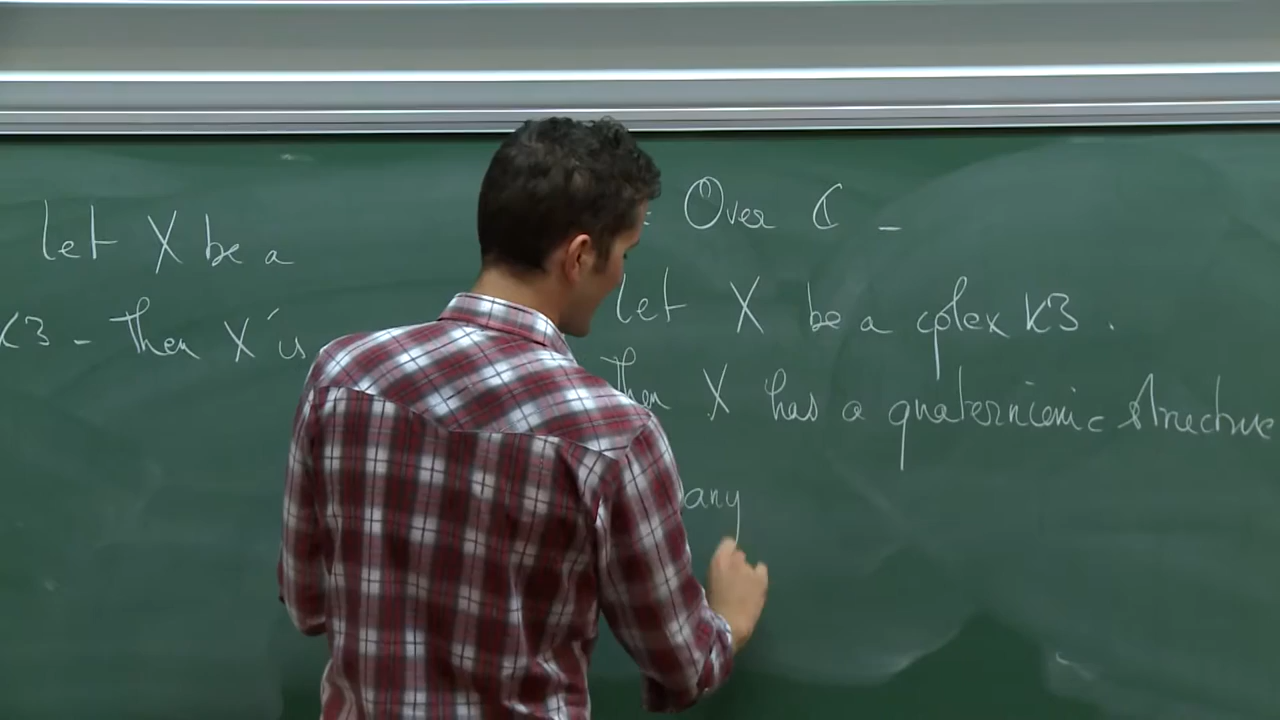 Let X be a
K3 - Then X is
: Over ℂ -
Let X be a cplex K3.
Then X has a quaternionic structure
any